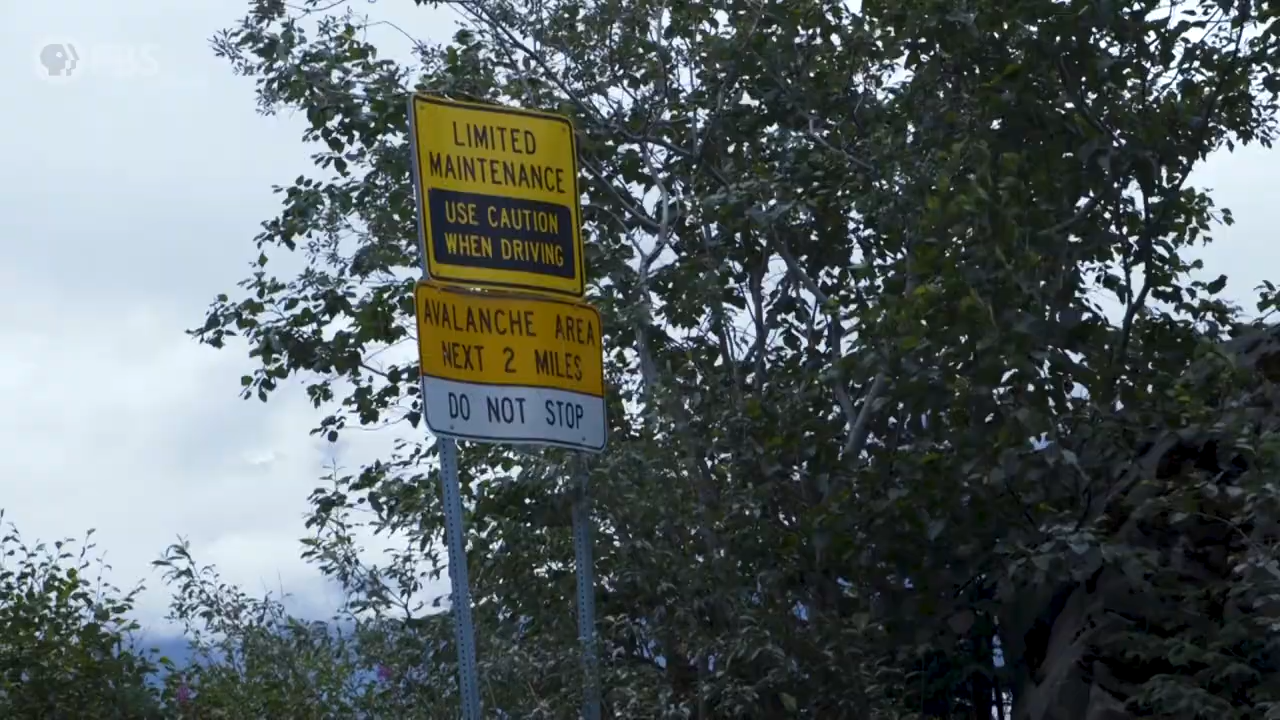 PBS
LIMITED
MAINTENANCE
USE CAUTION
WHEN DRIVING
AVALANCHE AREA
NEXT 2 MILES
DO NOT STOP